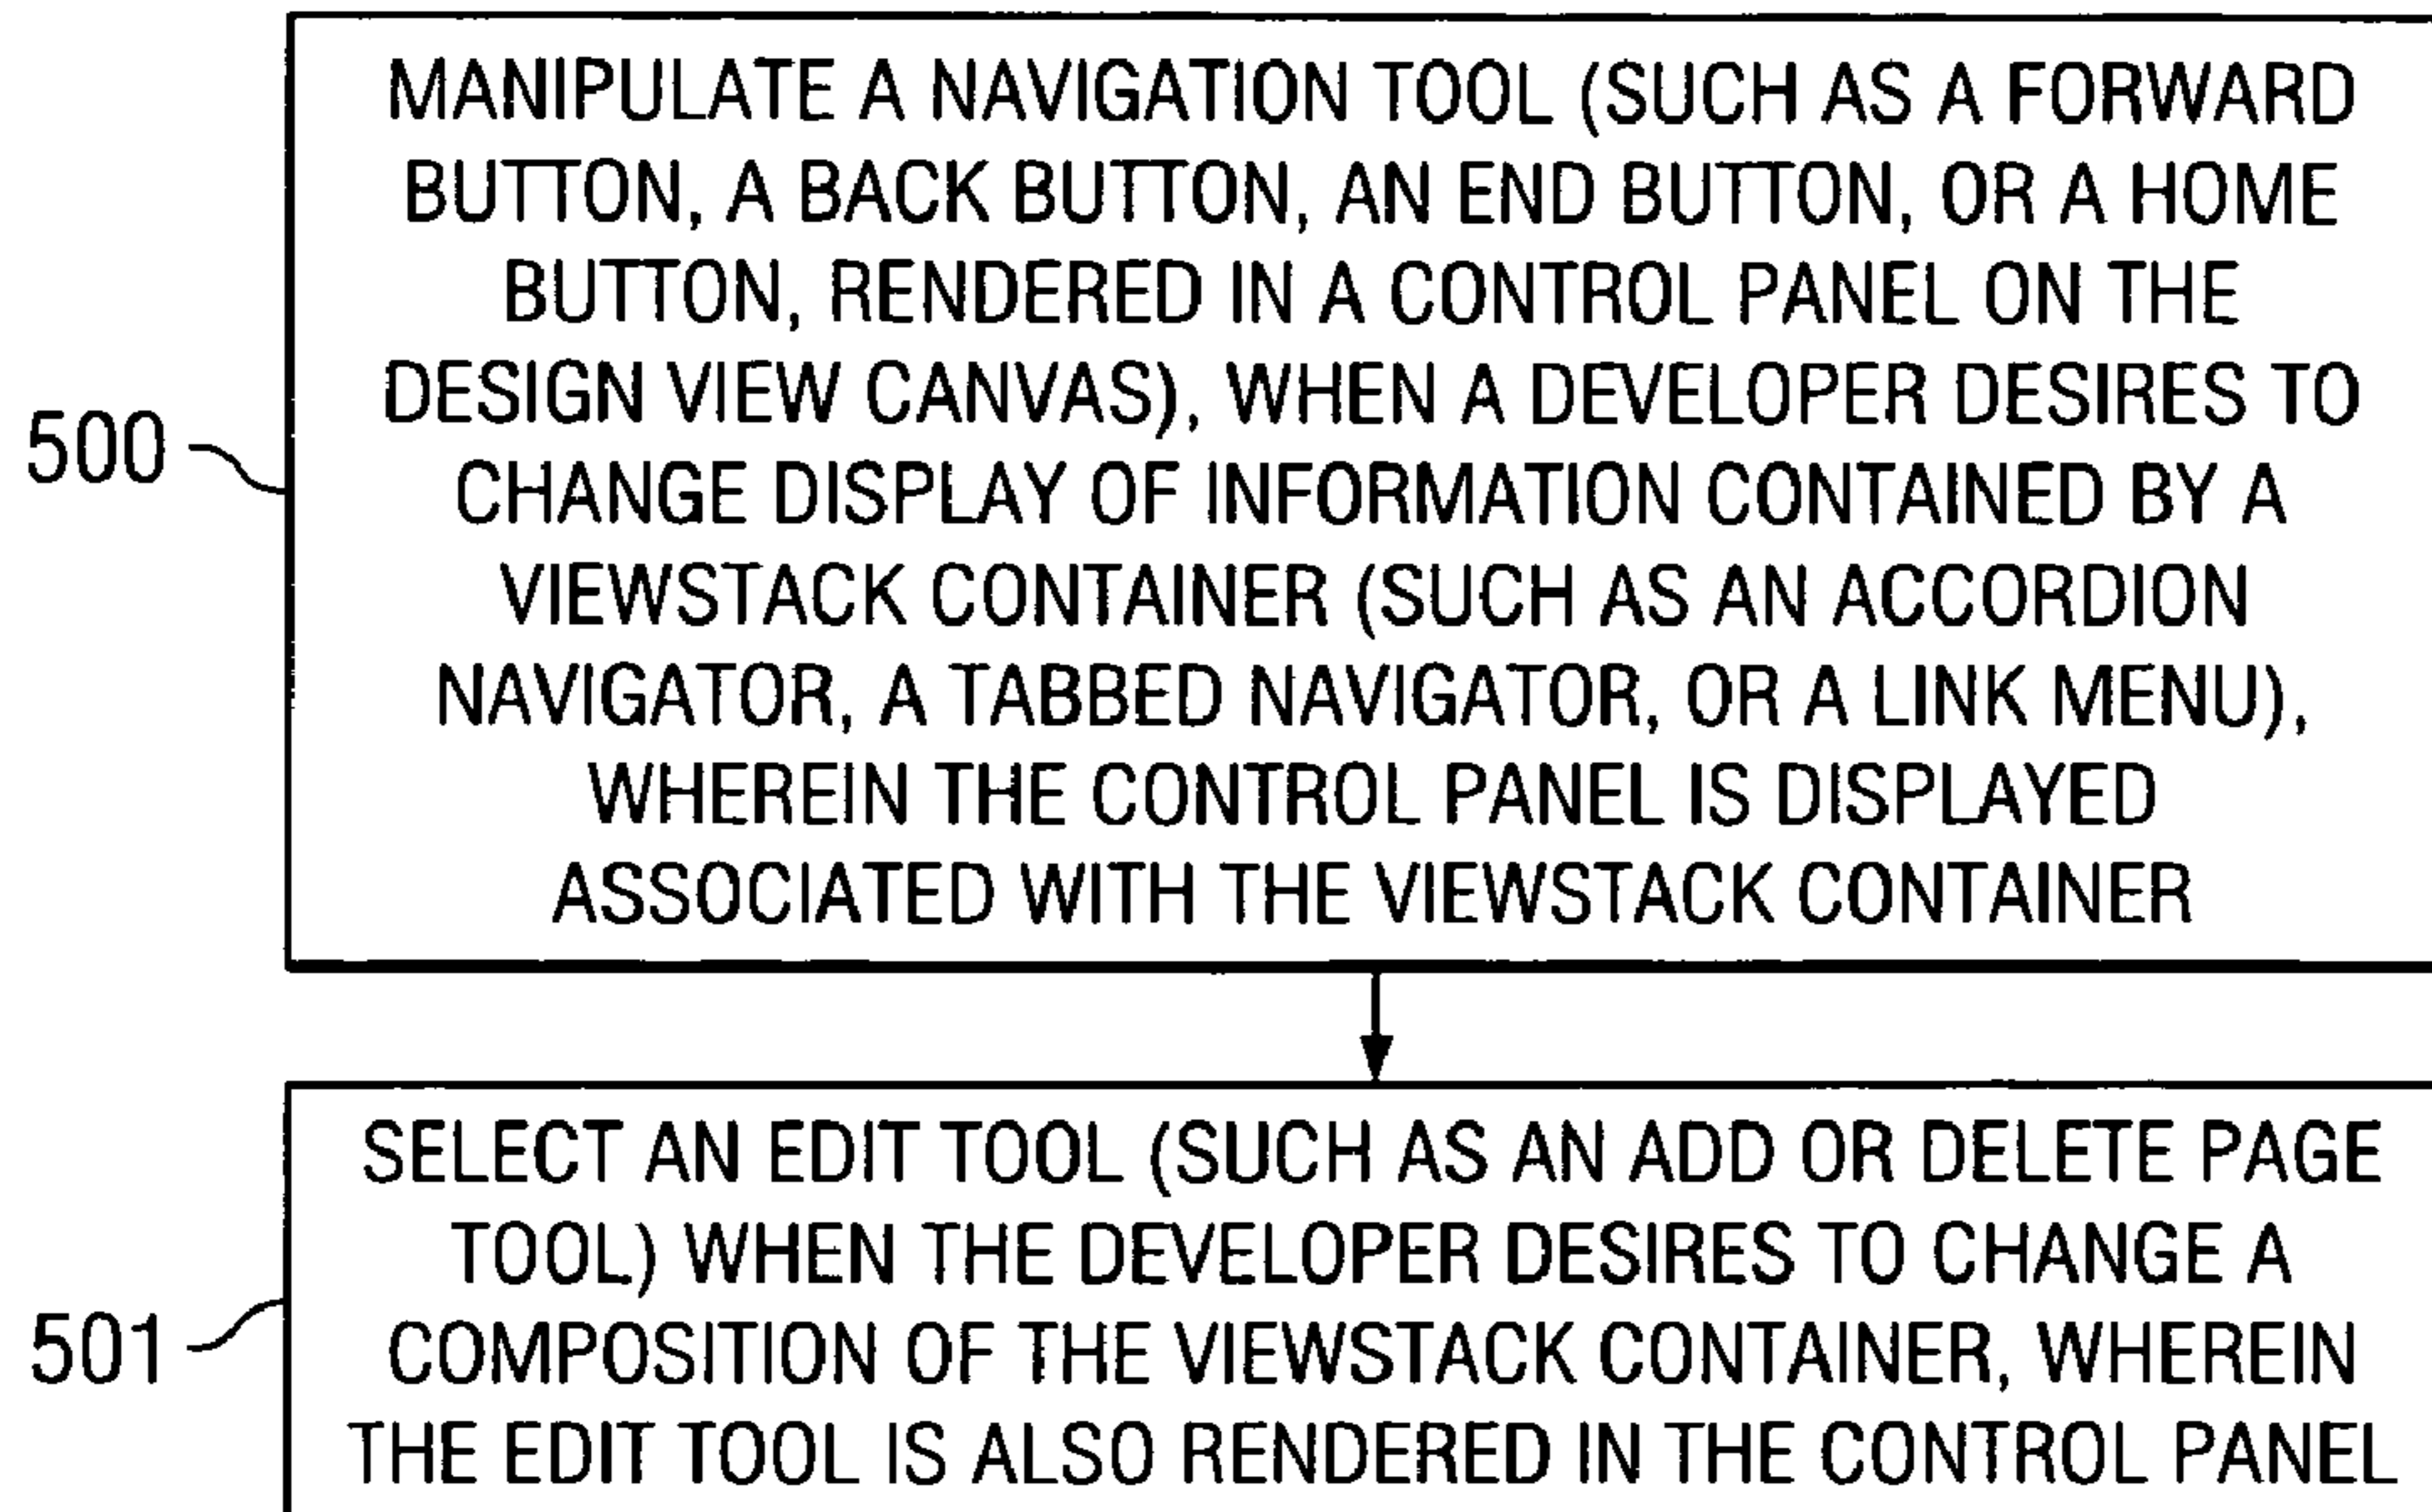 MANIPULATE A NAVIGATION TOOL (SUCH AS A FORWARD
BUTTON, A BACK BUTTON, AN END BUTTON, OR A HOME
BUTTON, RENDERED IN A CONTROL PANEL ON THE
DESIGN VIEW CANVAS), WHEN A DEVELOPER DESIRES TO
CHANGE DISPLAY OF INFORMATION CONTAINED BY A
VIEWSTACK CONTAINER (SUCH AS AN ACCORDION
NAVIGATOR, A TABBED NAVIGATOR, OR A LINK MENU),
WHEREIN THE CONTROL PANEL IS DISPLAYED
ASSOCIATED WITH THE VIEWSTACK CONTAINER
500
SELECT AN EDIT TOOL (SUCH AS AN ADD OR DELETE PAGE
TOOL) WHEN THE DEVELOPER DESIRES TO CHANGE A
COMPOSITION OF THE VIEWSTACK CONTAINER, WHEREIN
THE EDIT TOOL IS ALSO RENDERED IN THE CONTROL PANEL
501